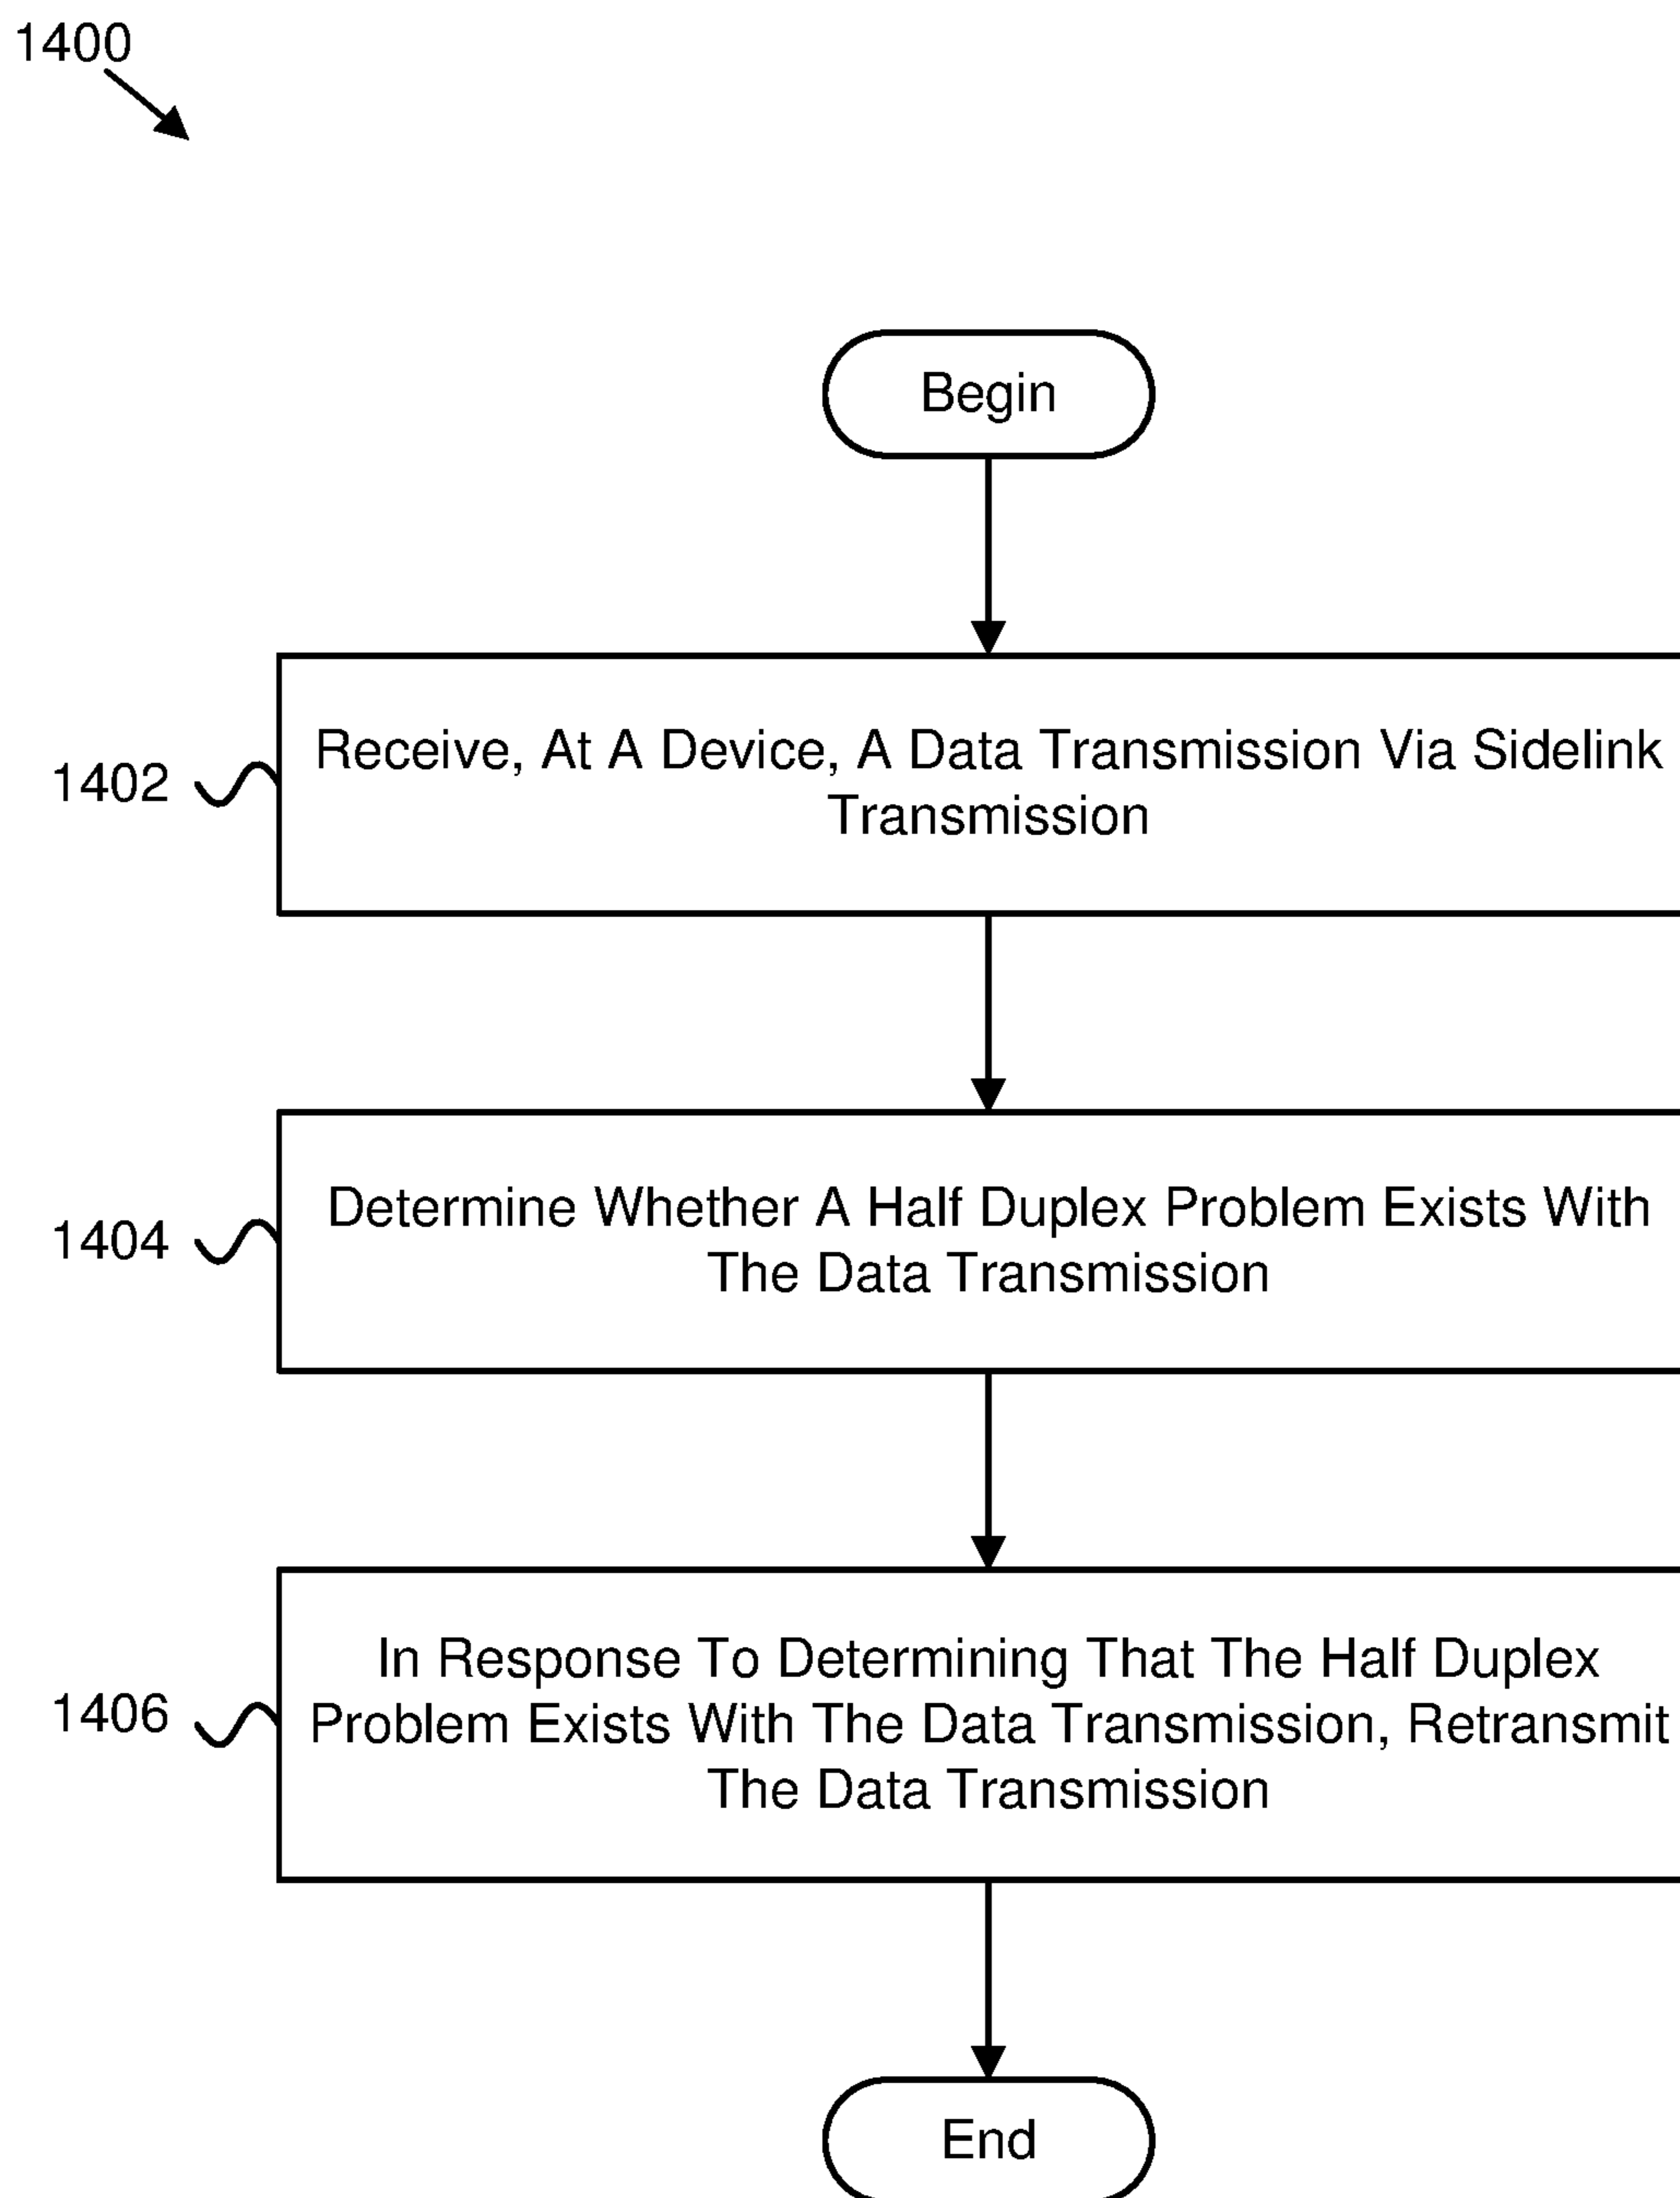 1400
Begin
1402
Receive, At A Device, A Data Transmission Via Sidelink
Transmission
1404
Determine Whether A Half Duplex Problem Exists With
The Data Transmission
1406
In Response To Determining That The Half Duplex
Problem Exists With The Data Transmission, Retransmit
The Data Transmission
End